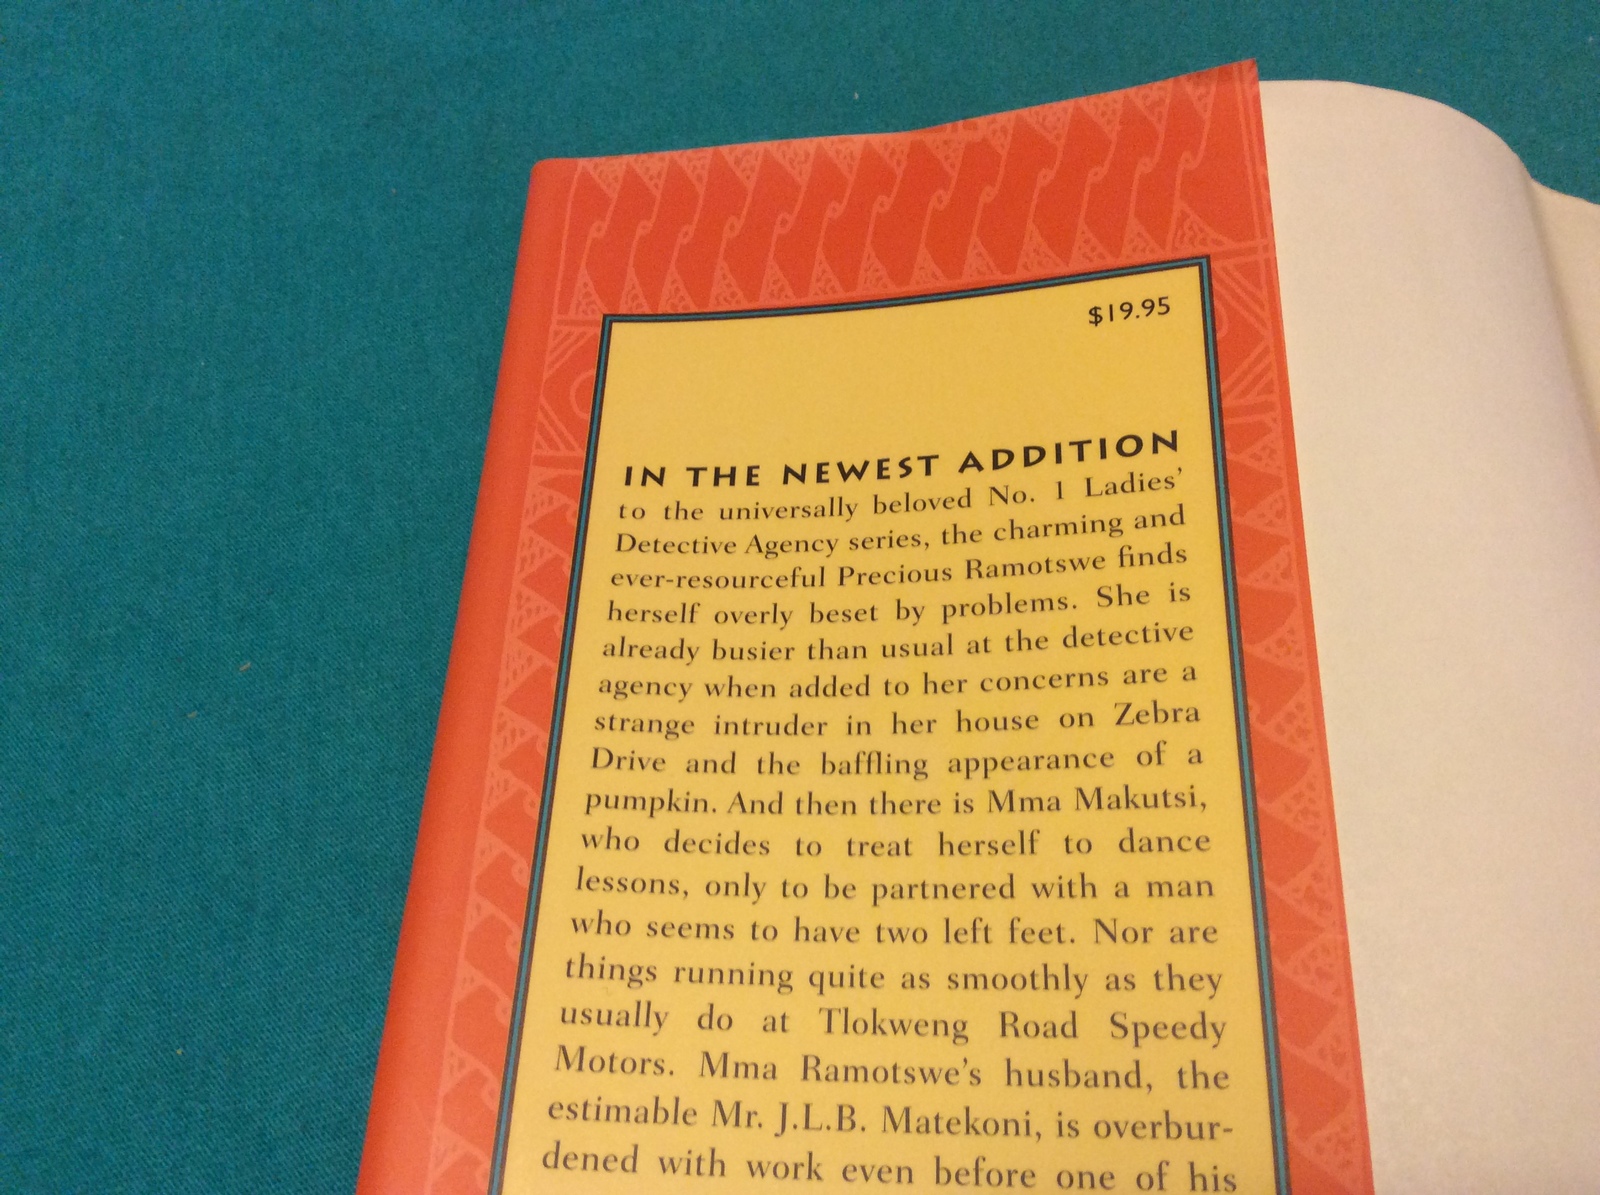 $19.95
IN THE NEWEST ADDITION
to the universally beloved No. 1 Ladies’
Detective Agency series, the charming and
ever-resourceful Precious Ramotswe finds
herself overly beset by problems. She is
already busier than usual at the detective
agency when added to her concerns are a
strange intruder in her house on Zebra
Drive and the baffling appearance of a
pumpkin. And then there is Mma Makutsi,
who decides to treat herself to dance
lessons, only to be partnered with a man
who seems to have two left feet. Nor are
things running quite as smoothly as they
usually do at Tlokweng Road Speedy
Motors. Mma Ramotswe’s husband, the
estimable Mr. J.L.B. Matekoni, is overbur-
dened with work even before one of his